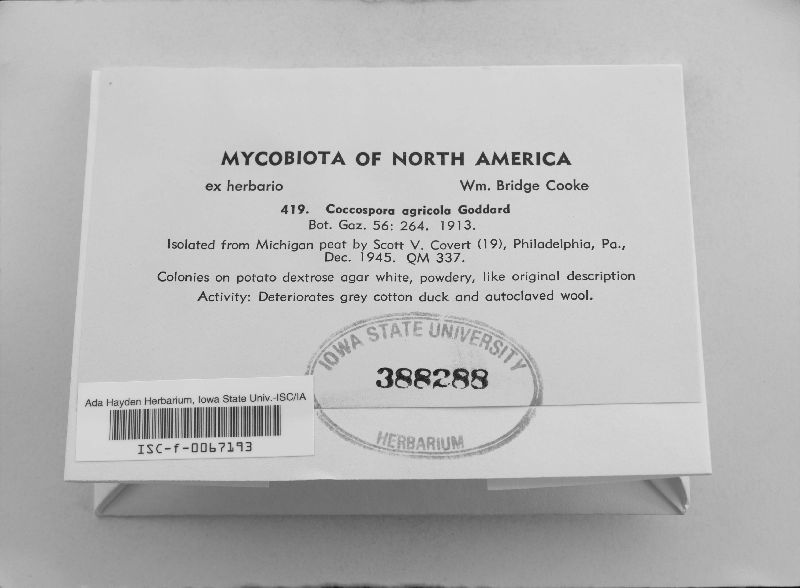 MYCOBIOTA OF NORTH AMERICA
ex herbario Wm. Bridge Cooke
419. Coccospora agricola Goddard
Bot. Gaz. 56: 264. 1913.
Isolated from Michigan peat by Scott V. Covert (19), Philadelphia, Pa.,
Dec. 1945. QM 337.
Colonies on potato dextrose agar white, powdery, like original description
Activity: Deteriorates grey cotton duck and autoclaved wool.
IOWA STATE UNIVERSITY
388288
HERBARIUM
Ada Hayden Herbarium, Iowa State Univ.-ISC/IA
ISC-f-0067193